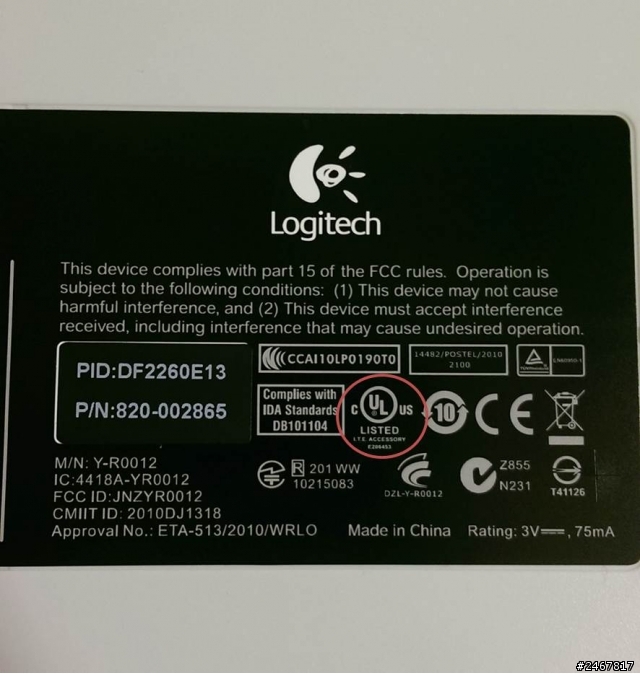 Logitech
This device complies with part 15 of the FCC rules. Operation is
subject to the following conditions: (1) This device may not cause
harmful interference, and (2) This device must accept interference
received, including interference that may cause undesired operation.
PID:DF2260E13
P/N:820-002865
CCAI10LP0190T0
14482/POSTEL/2010
2100
Complies with
IDA Standards
DB101104
C UL US
LISTED
I.T.E. ACCESSORY
E206453
10
CE
M/N: Y-R0012
IC:4418A-YR0012
FCC ID:JNZYR0012
CMIIT ID: 2010DJ1318
Approval No.: ETA-513/2010/WRLO
R 201 WW
10215083
DZL-Y-R0012
Z855
N231
T41126
Made in China
Rating: 3V⎓, 75mA
#2467817